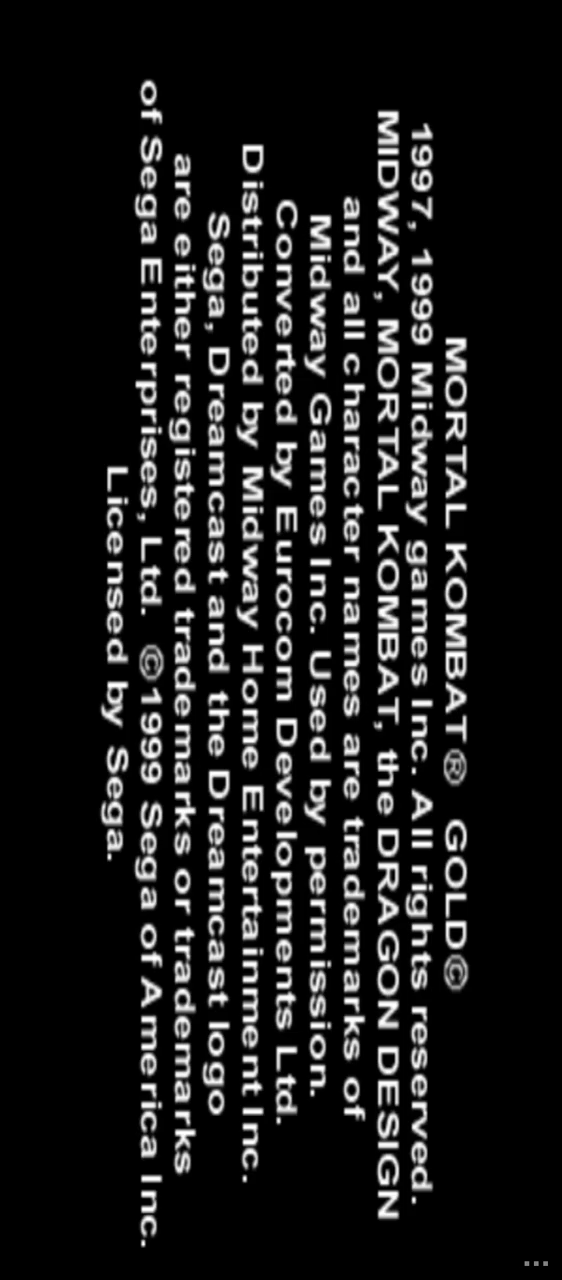 MORTAL KOMBAT ® GOLD©
1997, 1999 Midway games Inc. All rights reserved.
MIDWAY, MORTAL KOMBAT, the DRAGON DESIGN
and all character names are trademarks of
Midway Games Inc. Used by permission.
Converted by Eurocom Developments Ltd.
Distributed by Midway Home Entertainment Inc.
Sega, Dreamcast and the Dreamcast logo
are either registered trademarks or trademarks
of Sega Enterprises, Ltd. ©1999 Sega of America Inc.
Licensed by Sega.